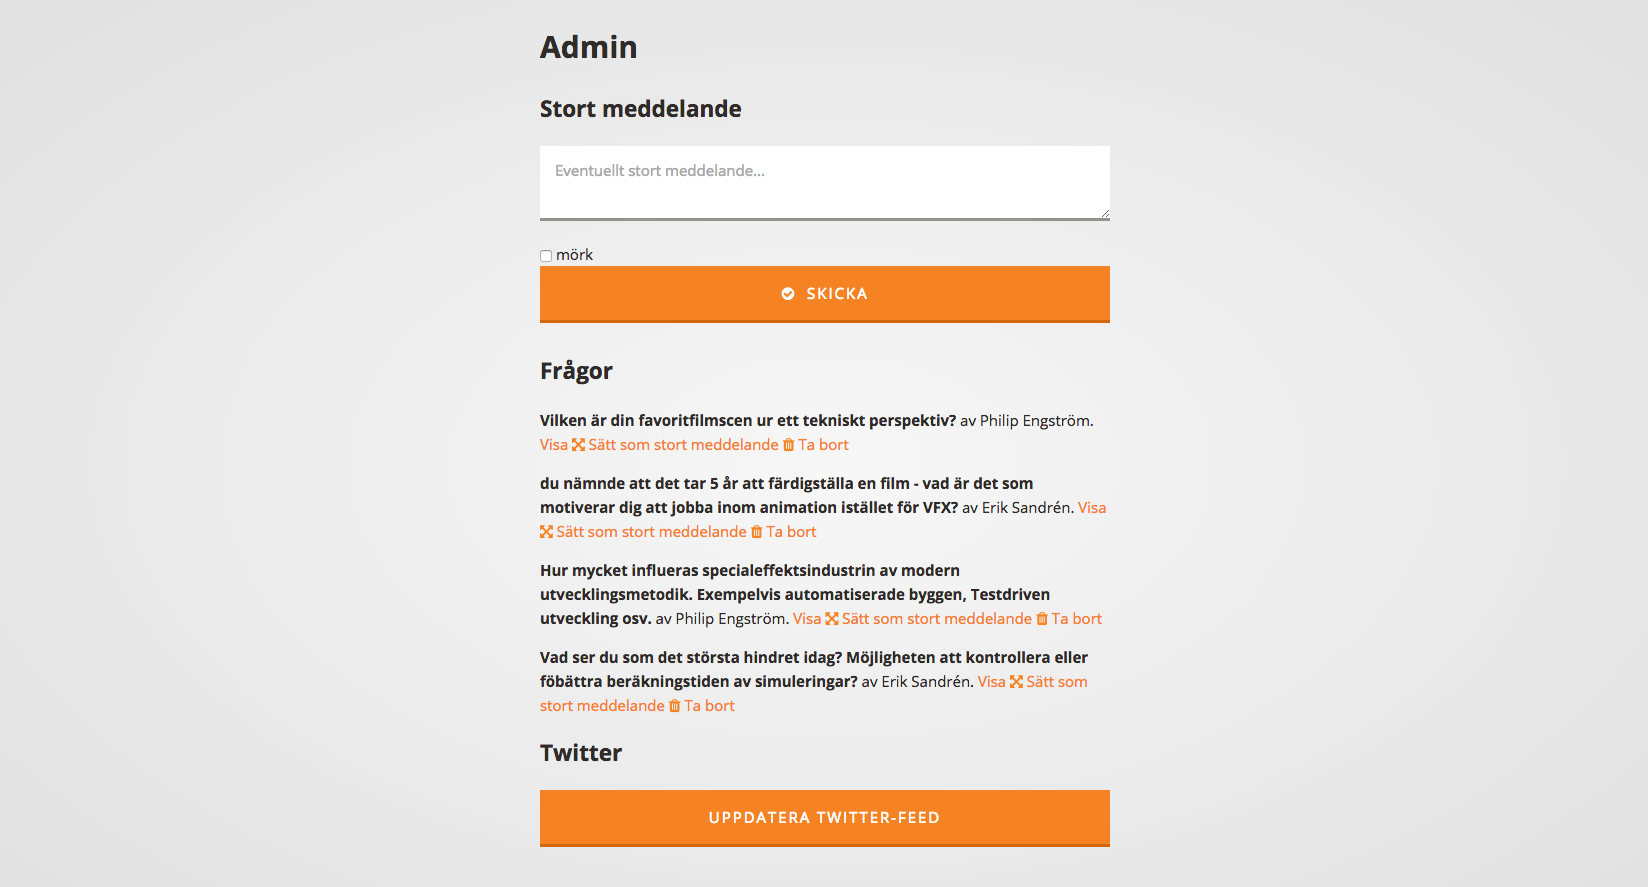 Admin
Stort meddelande
Eventuellt stort meddelande...
mörk
SKICKA
Frågor
Vilken är din favoritfilmscen ur ett tekniskt perspektiv? av Philip Engström.
Visa Sätt som stort meddelande Ta bort
du nämnde att det tar 5 år att färdigställa en film - vad är det som
motiverar dig att jobba inom animation istället för VFX? av Erik Sandrén. Visa
Sätt som stort meddelande Ta bort
Hur mycket influeras specialeffektsindustrin av modern
utvecklingsmetodik. Exempelvis automatiserade byggen, Testdriven
utveckling osv. av Philip Engström. Visa Sätt som stort meddelande Ta bort
Vad ser du som det största hindret idag? Möjligheten att kontrollera eller
föbättra beräkningstiden av simuleringar? av Erik Sandrén. Visa Sätt som
stort meddelande Ta bort
Twitter
UPPDATERA TWITTER-FEED